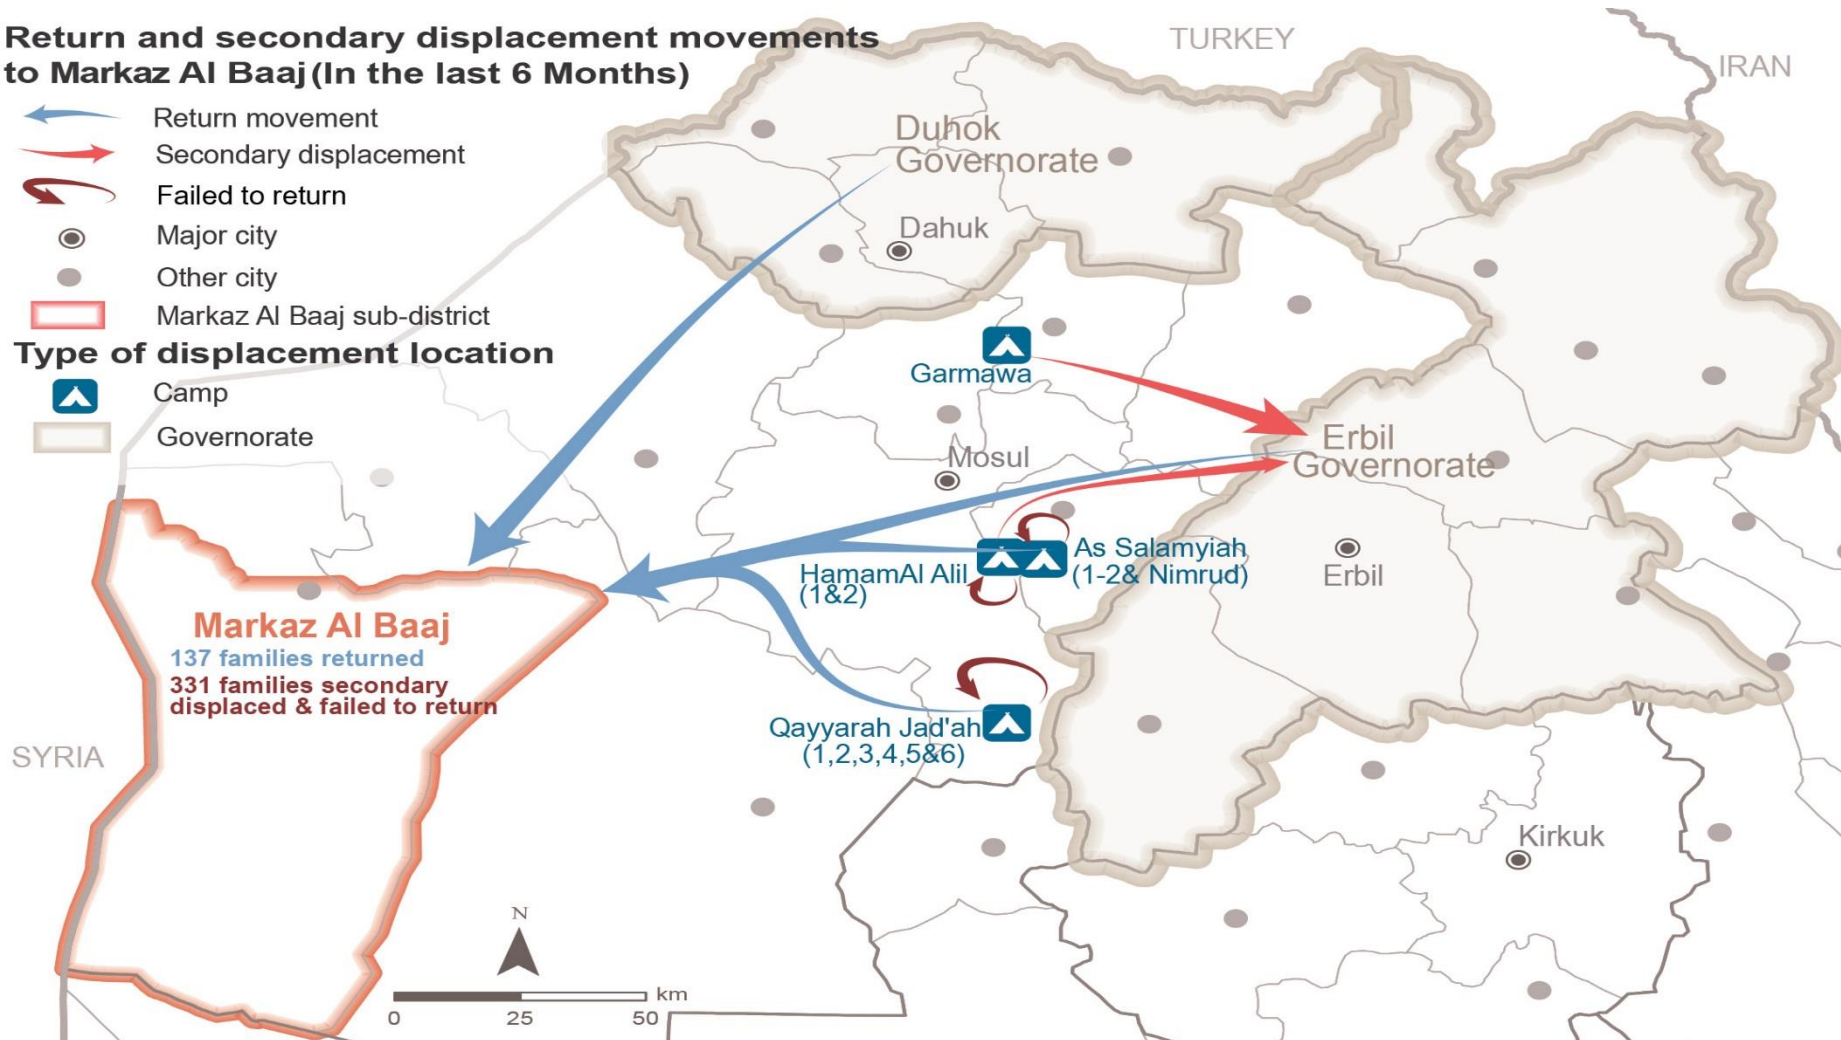 Return and secondary displacement movements
to Markaz Al Baaj (In the last 6 Months)
Return movement
Secondary displacement
Failed to return
Major city
Other city
Markaz Al Baaj sub-district
Type of displacement location
Camp
Governorate
TURKEY
IRAN
Duhok
Governorate
Dahuk
Garmawa
Mosul
Erbil
Governorate
HamamAl Alil
(1&2)
As Salamyiah
(1-2& Nimrud)
Erbil
Markaz Al Baaj
137 families returned
331 families secondary
displaced & failed to return
Qayyarah Jad'ah
(1,2,3,4,5&6)
SYRIA
Kirkuk
N
km
0 25 50